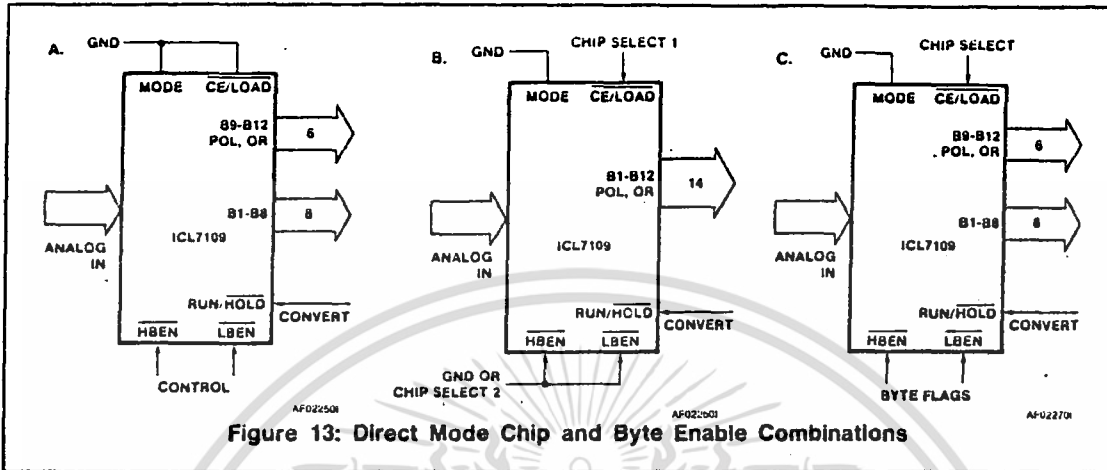 A.
GND
MODE
CE/LOAD
B9-B12
POL, OR
6
B1-B8
8
ANALOG
IN
ICL7109
RUN/HOLD
CONVERT
HBEN
LBEN
CONTROL
AF02250I
B.
GND
CHIP SELECT 1
MODE
CE/LOAD
B1-B12
POL, OR
14
ANALOG
IN
ICL7109
RUN/HOLD
CONVERT
HBEN
LBEN
GND OR
CHIP SELECT 2
AF02260I
C.
GND
CHIP SELECT
MODE
CE/LOAD
B9-B12
POL, OR
6
B1-B8
8
ANALOG
IN
ICL7109
RUN/HOLD
CONVERT
HBEN
LBEN
BYTE FLAGS
AF02270I
Figure 13: Direct Mode Chip and Byte Enable Combinations